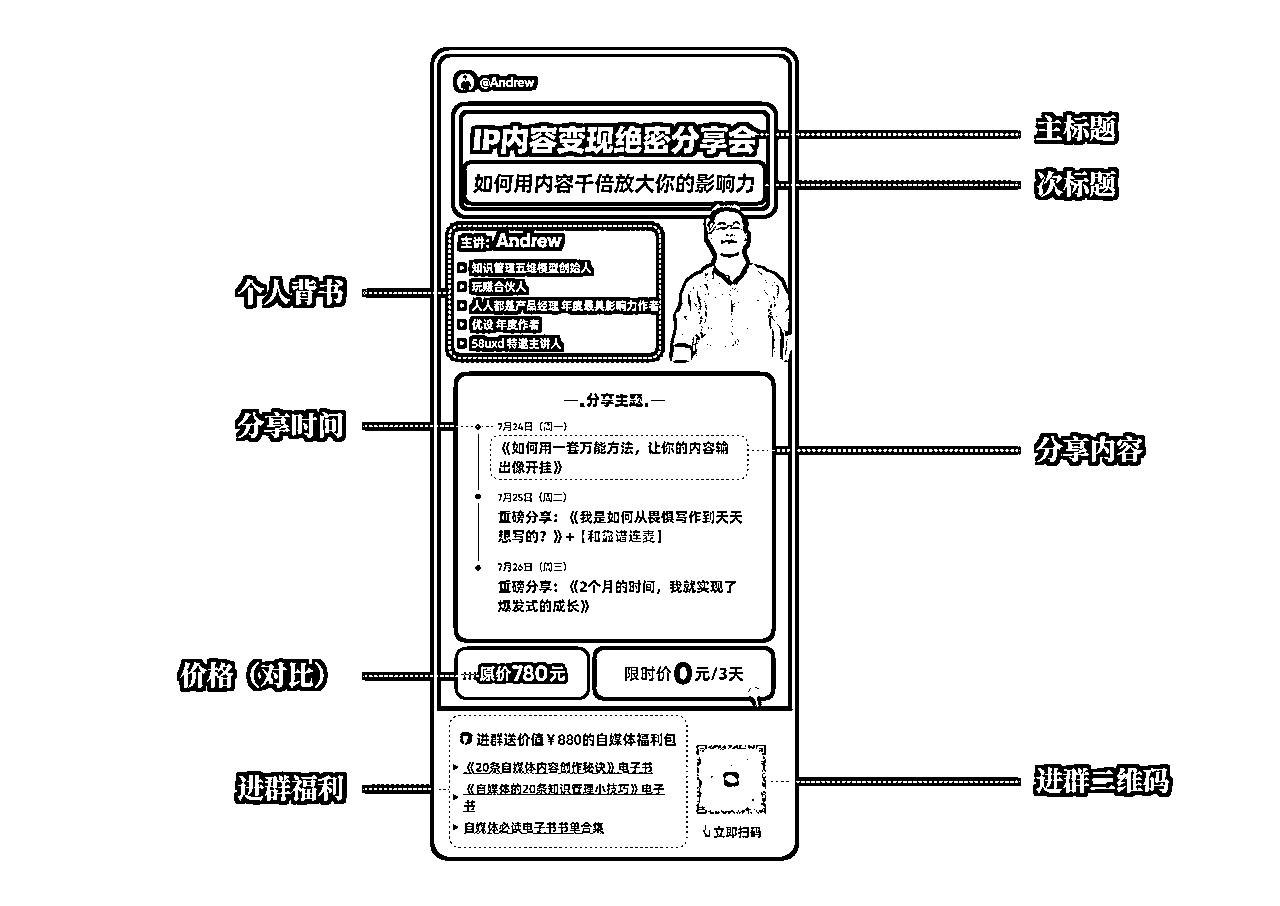 @Andrew
IP内容变现绝密分享会
主标题
如何用内容千倍放大你的影响力
次标题
主讲：Andrew
知识管理五维模型创始人
玩赚合伙人
人人都是产品经理 年度最具影响力作者
优设 年度作者
58uxd 特邀主讲人
个人背书
分享主题
分享时间
7月24日（周一）
《如何用一套万能方法，让你的内容输
出像开挂》
分享内容
7月25日（周二）
重磅分享：《我是如何从畏惧写作到天天
想写的？》+【和靠谱连麦】
7月26日（周三）
重磅分享：《2个月的时间，我就实现了
爆发式的成长》
价格（对比）
原价780元
限时价0元/3天
进群送价值￥880的自媒体福利包
《20条自媒体内容创作秘诀》电子书
《自媒体的20条知识管理小技巧》电子
书
自媒体必读电子书书单合集
进群福利
立即扫码
进群二维码